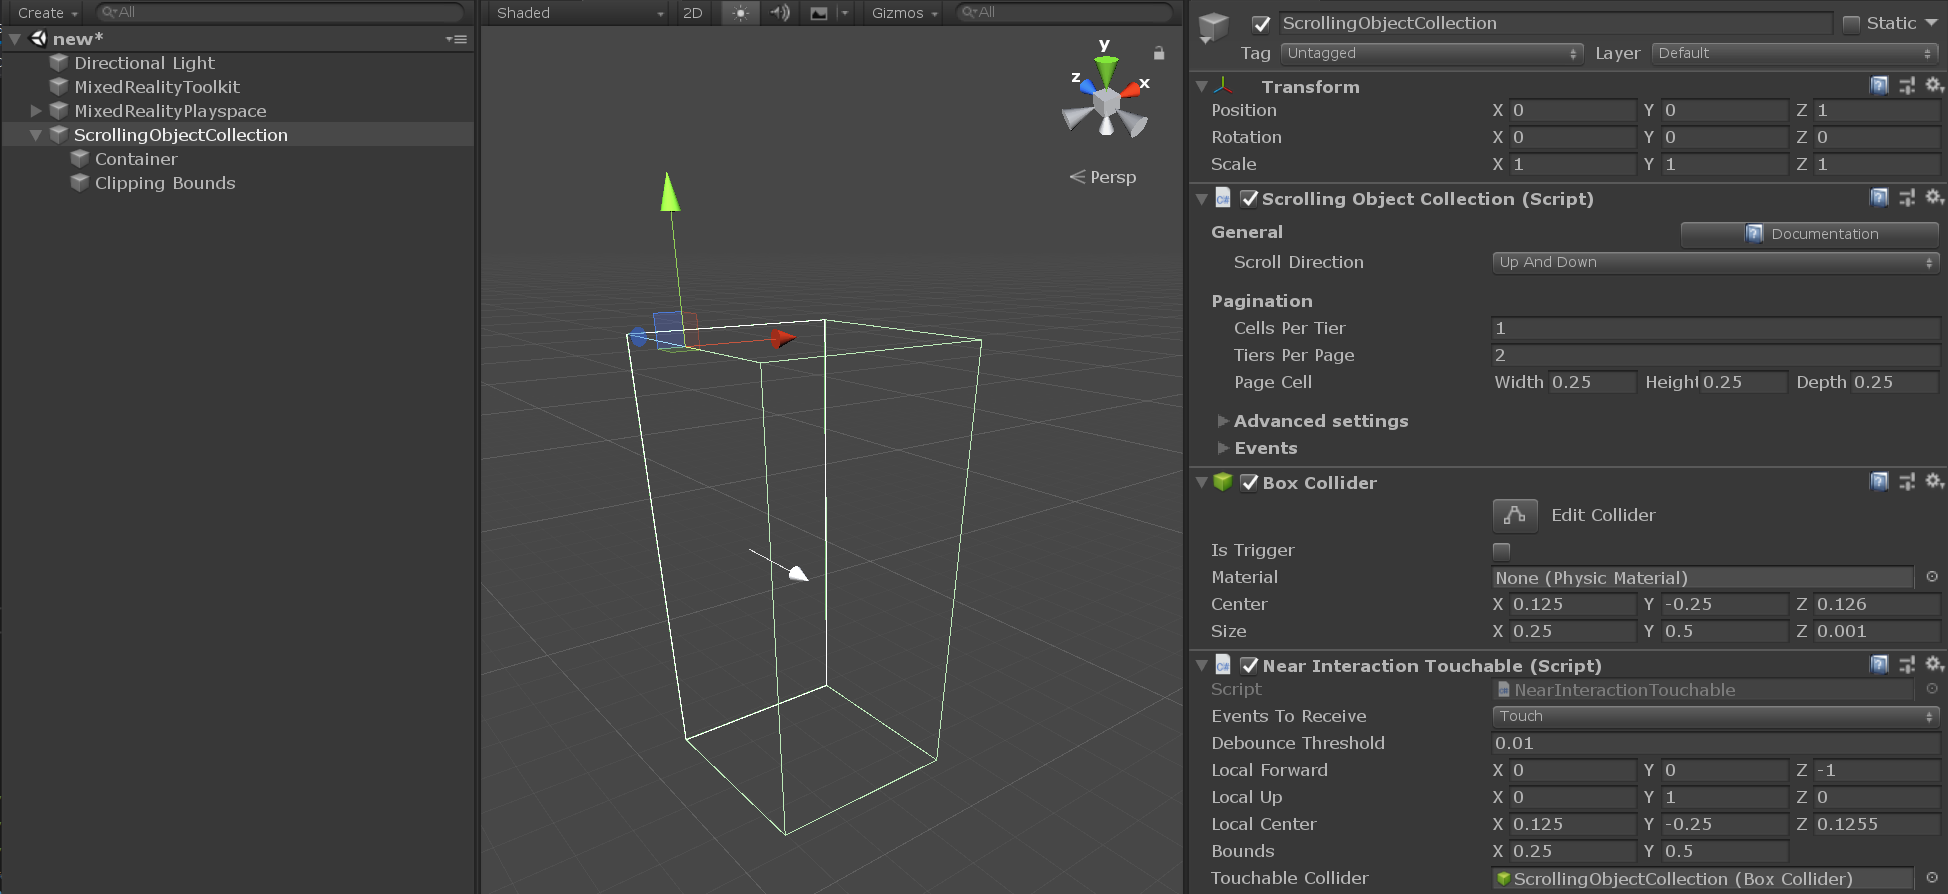 Create All
new*
Directional Light
MixedRealityToolkit
MixedRealityPlayspace
ScrollingObjectCollection
Container
Clipping Bounds
Shaded 2D Gizmos All
y
z x
Persp
ScrollingObjectCollection Static
Tag Untagged Layer Default
Transform
Position X 0 Y 0 Z 1
Rotation X 0 Y 0 Z 0
Scale X 1 Y 1 Z 1
C# Scrolling Object Collection (Script)
General Documentation
Scroll Direction Up And Down
Pagination
Cells Per Tier 1
Tiers Per Page 2
Page Cell Width 0.25 Height 0.25 Depth 0.25
Advanced settings
Events
Box Collider
Edit Collider
Is Trigger
Material None (Physic Material)
Center X 0.125 Y -0.25 Z 0.126
Size X 0.25 Y 0.5 Z 0.001
C# Near Interaction Touchable (Script)
Script NearInteractionTouchable
Events To Receive Touch
Debounce Threshold 0.01
Local Forward X 0 Y 0 Z -1
Local Up X 0 Y 1 Z 0
Local Center X 0.125 Y -0.25 Z 0.1255
Bounds X 0.25 Y 0.5
Touchable Collider ScrollingObjectCollection (Box Collider)